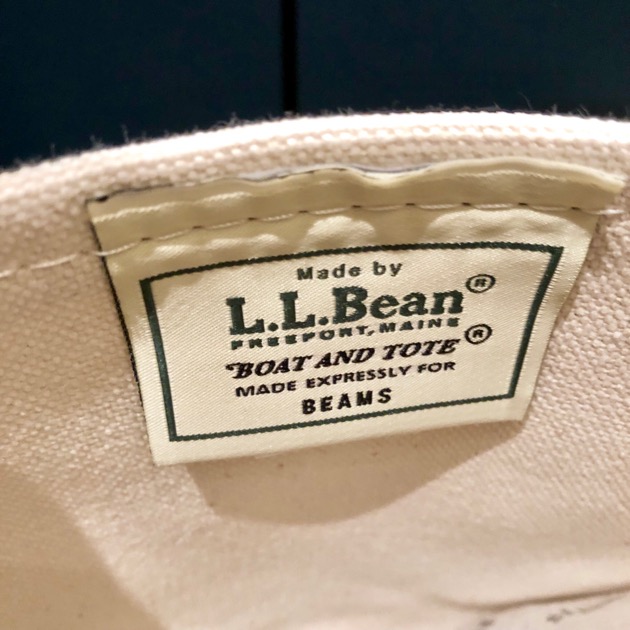 Made by
L.L.Bean®
FREEPORT, MAINE
"BOAT AND TOTE®
MADE EXPRESSLY FOR
BEAMS